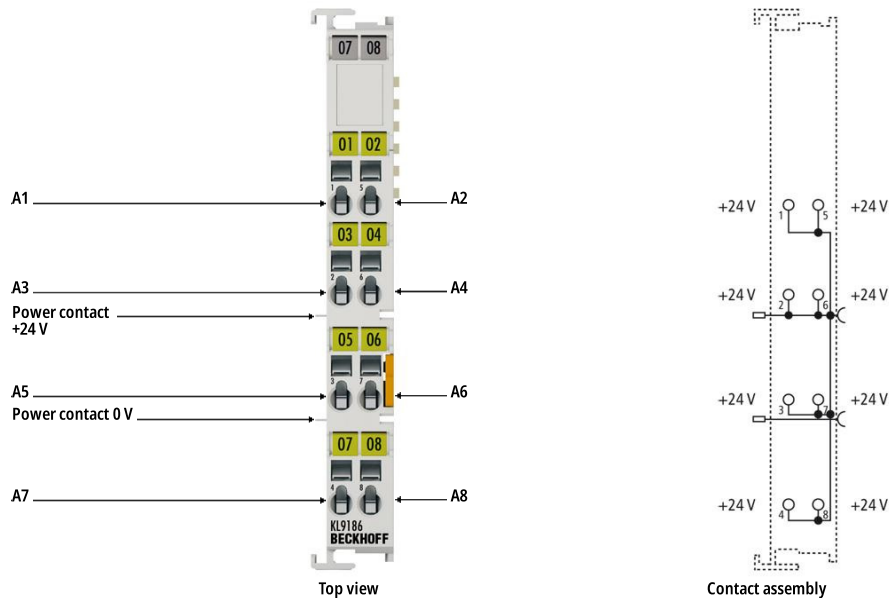 07 08
01 02
1 5
A1 A2
03 04
2 6
A3 A4
Power contact
+24 V
05 06
3 7
A5 A6
Power contact 0 V
07 08
4 8
A7 A8
KL9186
BECKHOFF
Top view
+24 V 1 5 +24 V
+24 V 2 6 +24 V
+24 V 3 7 +24 V
+24 V 4 8 +24 V
Contact assembly